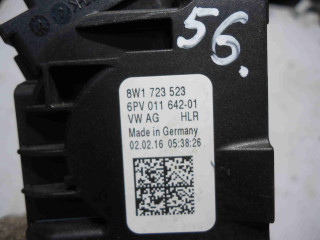 56.
8W1 723 523
6PV 011 642-01
VW AG HLR
Made in Germany
02.02.16 05:38:26